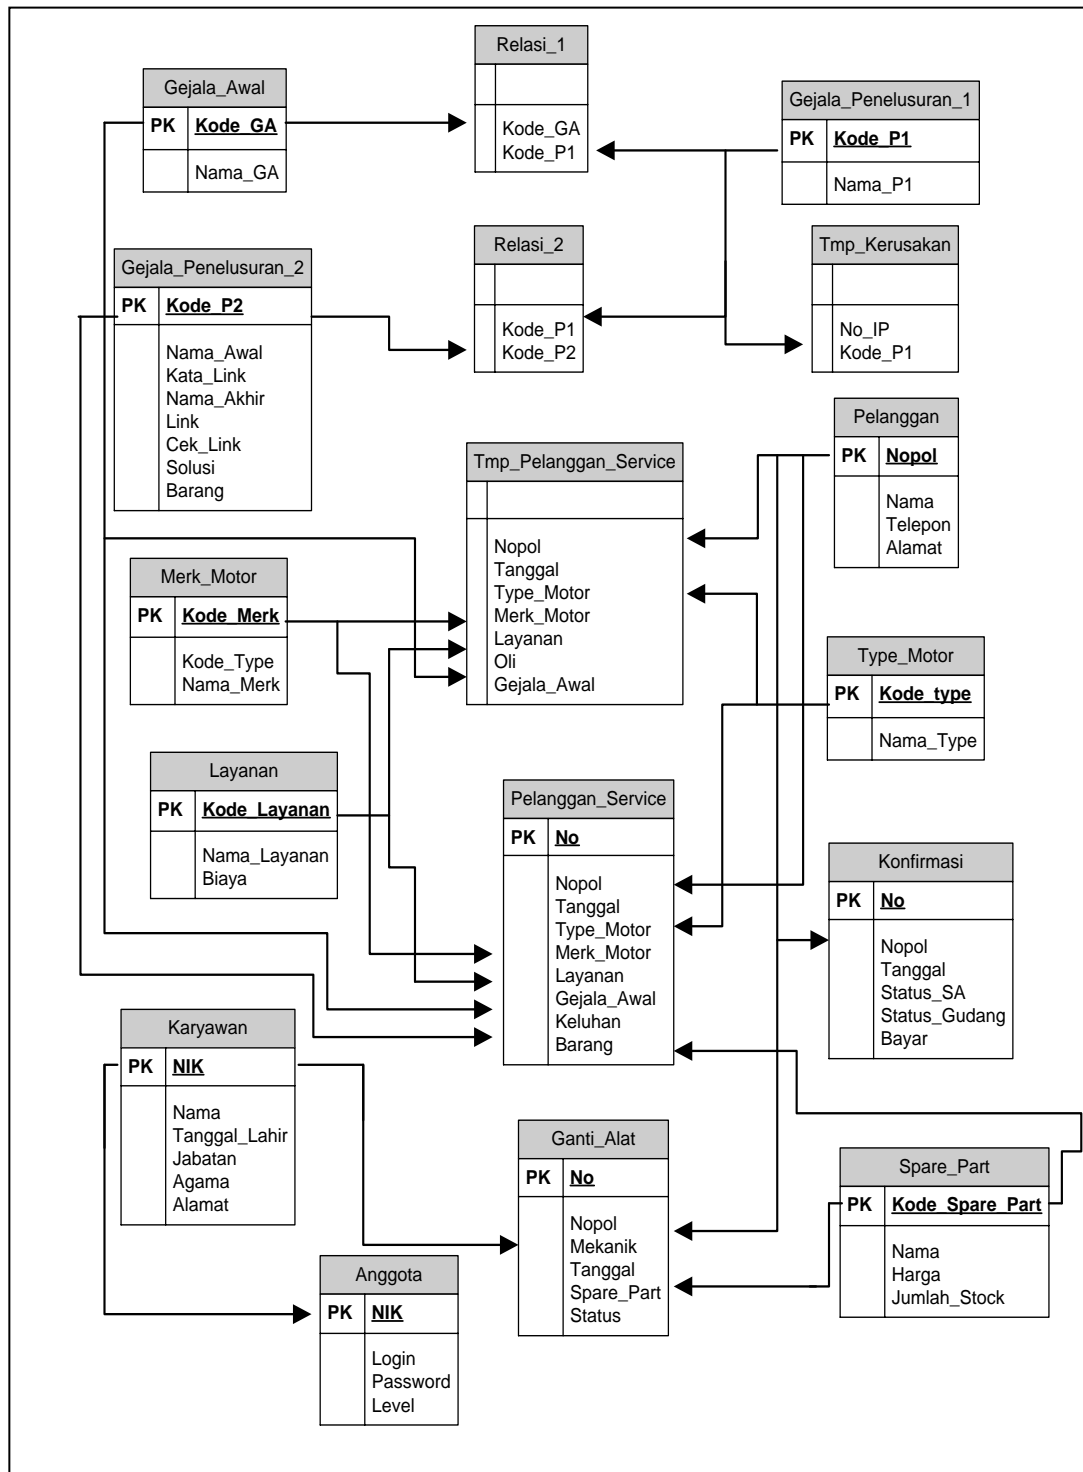 Relasi_1
Kode_GA
Kode_P1
Gejala_Awal
PK Kode_GA
Nama_GA
Gejala_Penelusuran_1
PK Kode_P1
Nama_P1
Gejala_Penelusuran_2
PK Kode_P2
Nama_Awal
Kata_Link
Nama_Akhir
Link
Cek_Link
Solusi
Barang
Relasi_2
Kode_P1
Kode_P2
Tmp_Kerusakan
No_IP
Kode_P1
Pelanggan
PK Nopol
Nama
Telepon
Alamat
Tmp_Pelanggan_Service
Nopol
Tanggal
Type_Motor
Merk_Motor
Layanan
Oli
Gejala_Awal
Merk_Motor
PK Kode_Merk
Kode_Type
Nama_Merk
Type_Motor
PK Kode_type
Nama_Type
Layanan
PK Kode_Layanan
Nama_Layanan
Biaya
Pelanggan_Service
PK No
Nopol
Tanggal
Type_Motor
Merk_Motor
Layanan
Gejala_Awal
Keluhan
Barang
Konfirmasi
PK No
Nopol
Tanggal
Status_SA
Status_Gudang
Bayar
Karyawan
PK NIK
Nama
Tanggal_Lahir
Jabatan
Agama
Alamat
Ganti_Alat
PK No
Nopol
Mekanik
Tanggal
Spare_Part
Status
Spare_Part
PK Kode_Spare_Part
Nama
Harga
Jumlah_Stock
Anggota
PK NIK
Login
Password
Level